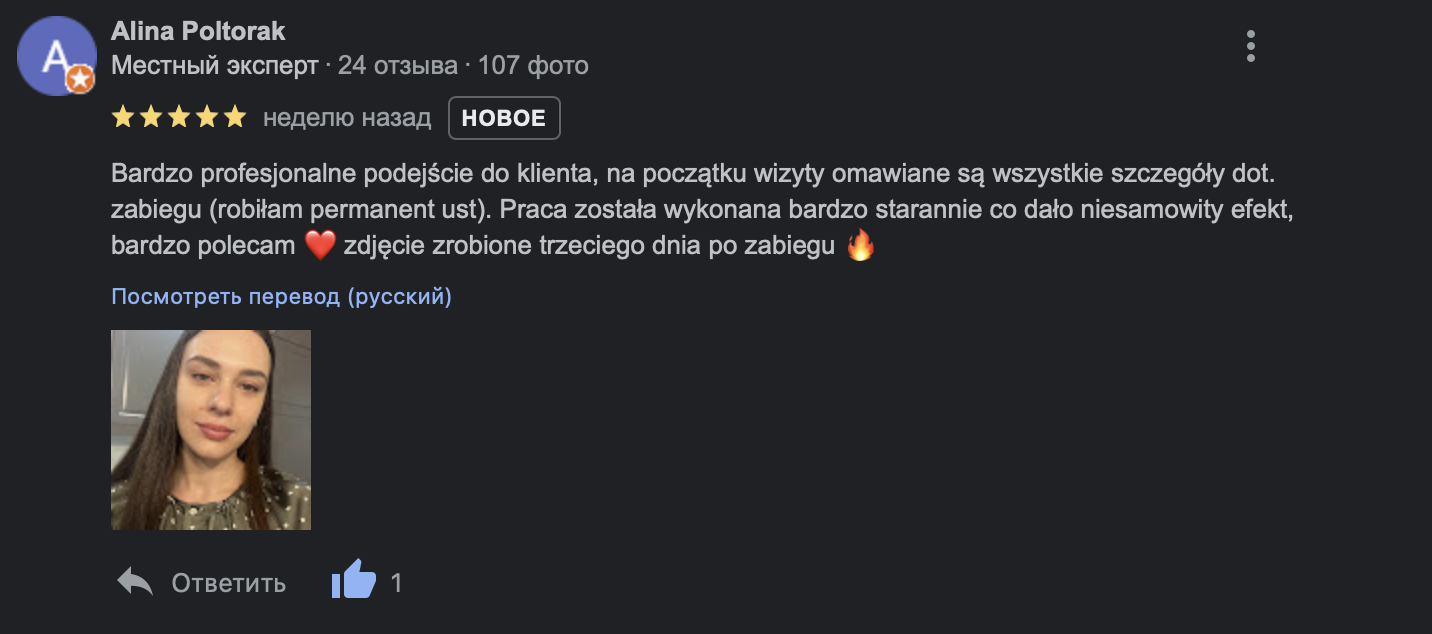 A
Alina Poltorak
Местный эксперт · 24 отзыва · 107 фото
неделю назад НОВОЕ
Bardzo profesjonalne podejście do klienta, na początku wizyty omawiane są wszystkie szczegóły dot.
zabiegu (robiłam permanent ust). Praca została wykonana bardzo starannie co dało niesamowity efekt,
bardzo polecam ❤️ zdjęcie zrobione trzeciego dnia po zabiegu 🔥
Посмотреть перевод (русский)
Ответить 1